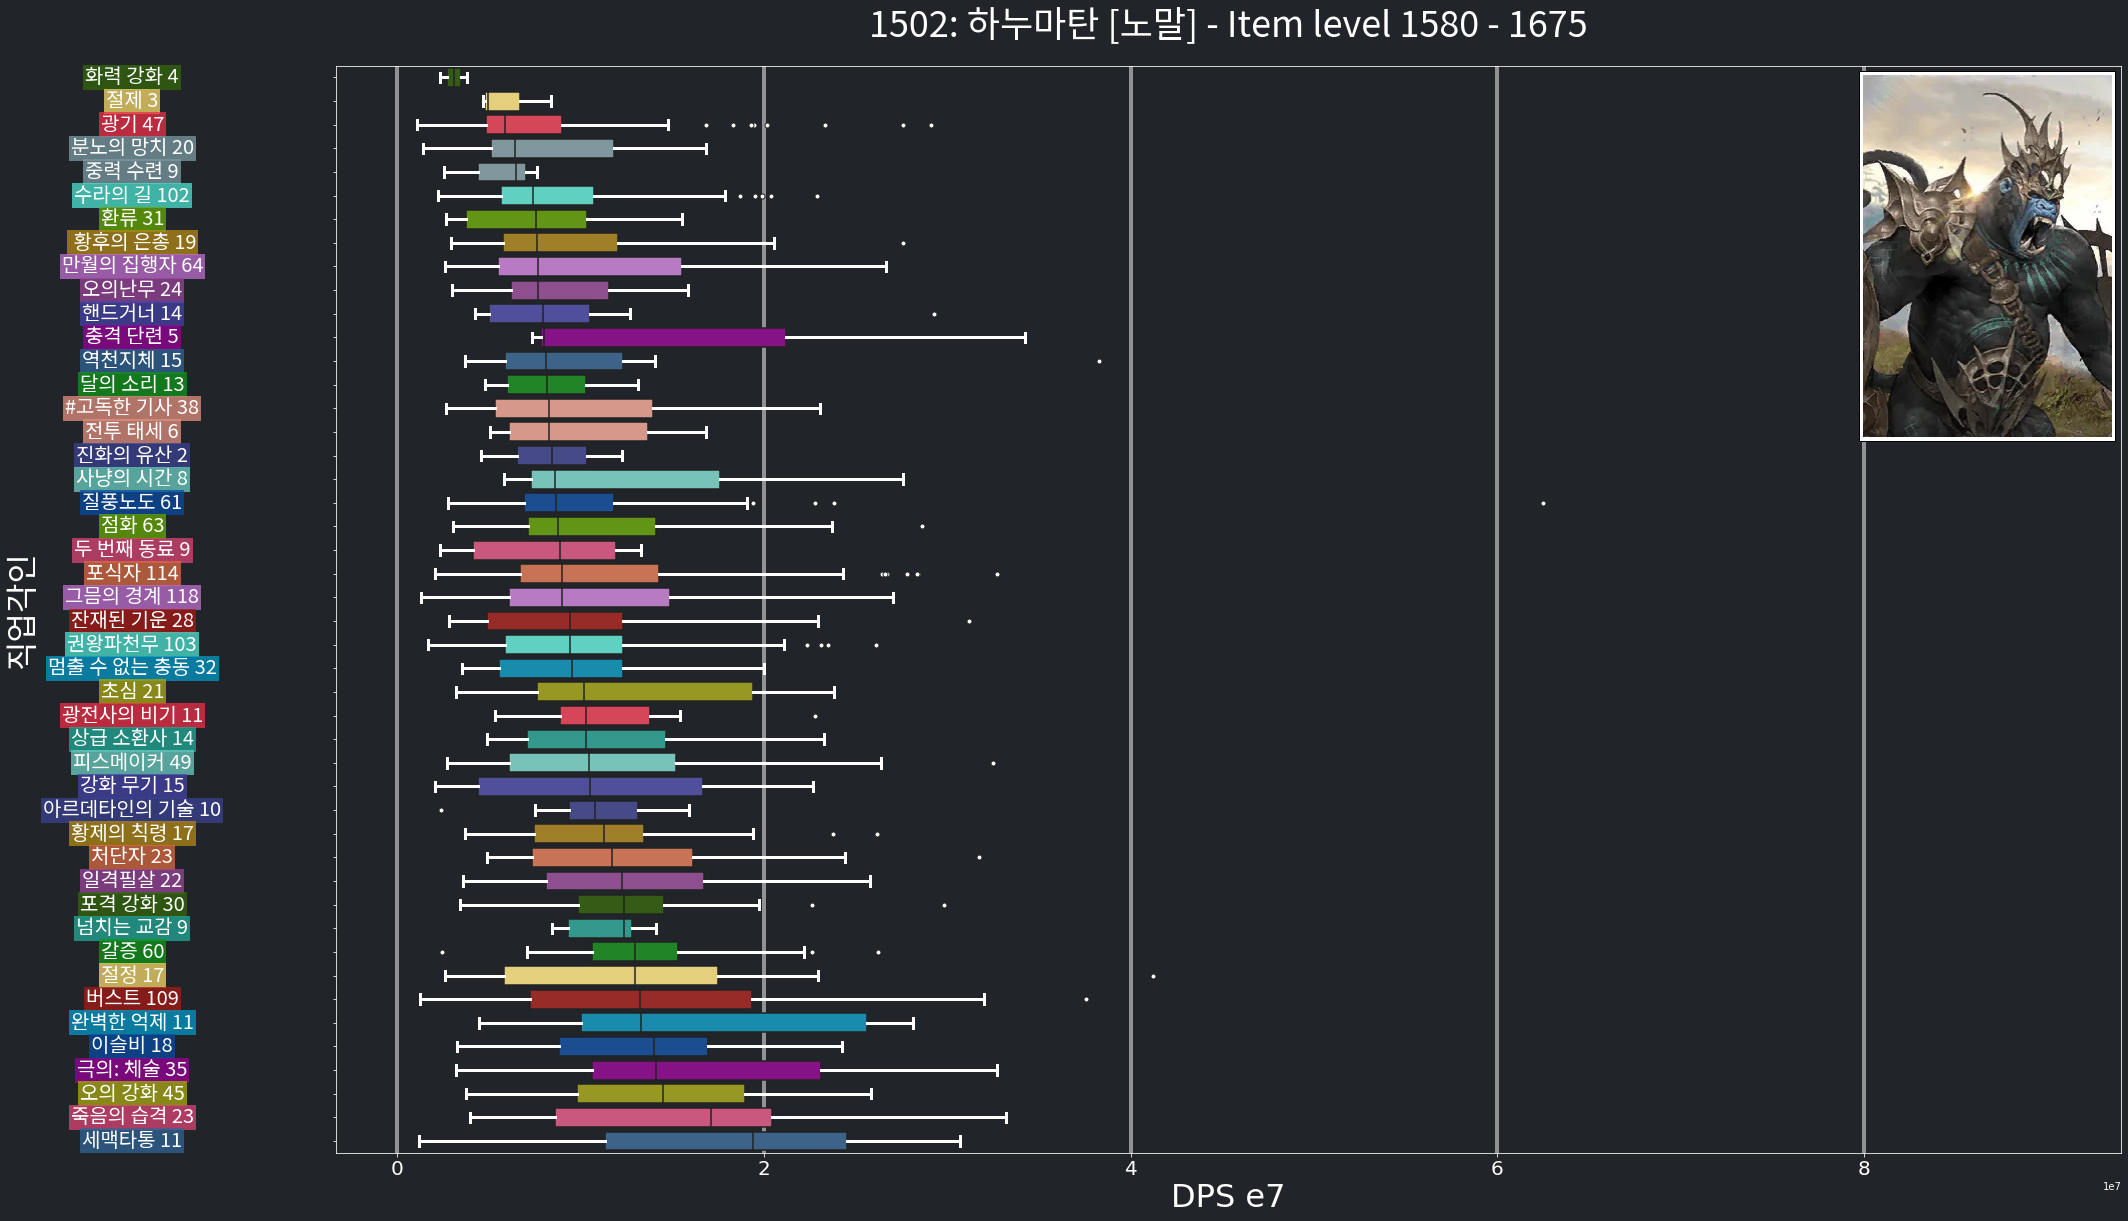 1502: 하누마탄 [노말] - Item level 1580 - 1675
화력 강화 4
절제 3
광기 47
분노의 망치 20
중력 수련 9
수라의 길 102
환류 31
황후의 은총 19
만월의 집행자 64
오의난무 24
핸드거너 14
충격 단련 5
역천지체 15
달의 소리 13
#고독한 기사 38
전투 태세 6
진화의 유산 2
사냥의 시간 8
질풍노도 61
점화 63
두 번째 동료 9
포식자 114
그믐의 경계 118
잔재된 기운 28
권왕파천무 103
멈출 수 없는 충동 32
초심 21
광전사의 비기 11
상급 소환사 14
피스메이커 49
강화 무기 15
아르데타인의 기술 10
황제의 칙령 17
처단자 23
일격필살 22
포격 강화 30
넘치는 교감 9
갈증 60
절정 17
버스트 109
완벽한 억제 11
이슬비 18
극의: 체술 35
오의 강화 45
죽음의 습격 23
세맥타통 11
직업각인
0 2 4 6 8
1e7
DPS e7